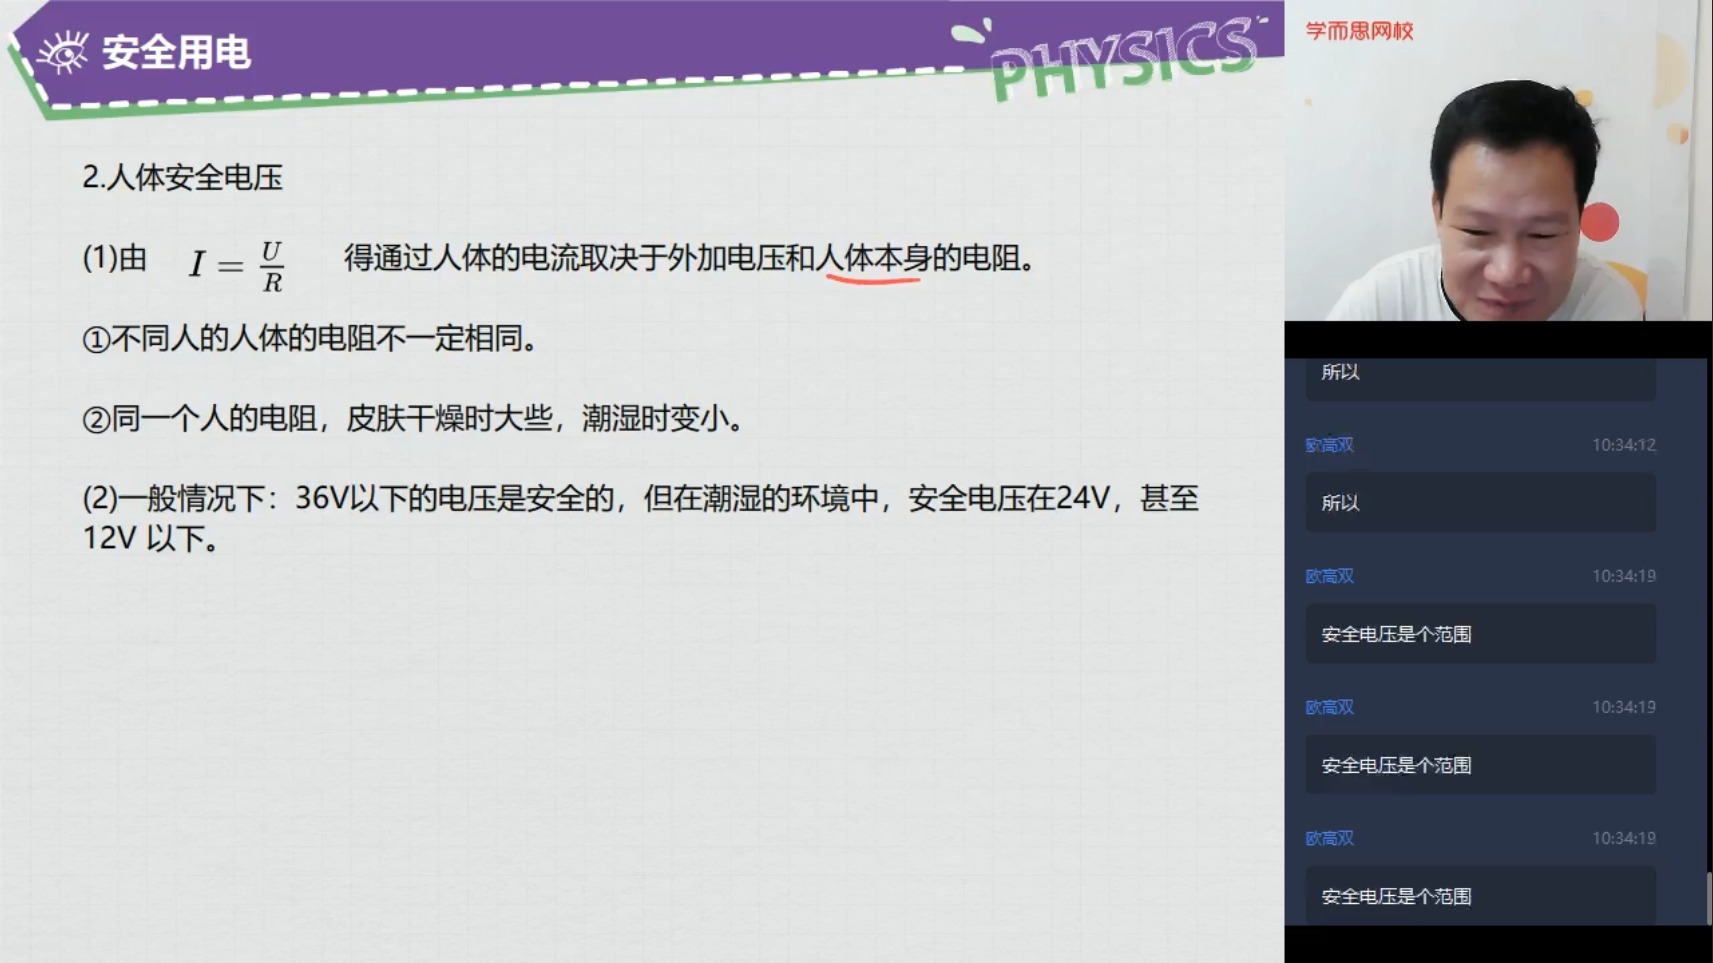 安全用电
PHYSICS
2.人体安全电压
(1)由 I = U/R 得通过人体的电流取决于外加电压和人体本身的电阻。
①不同人的人体的电阻不一定相同。
②同一个人的电阻，皮肤干燥时大些，潮湿时变小。
(2)一般情况下：36V以下的电压是安全的，但在潮湿的环境中，安全电压在24V，甚至
12V 以下。
学而思网校
所以
欧高双 10:34:12
所以
欧高双 10:34:19
安全电压是个范围
欧高双 10:34:19
安全电压是个范围
欧高双 10:34:19
安全电压是个范围